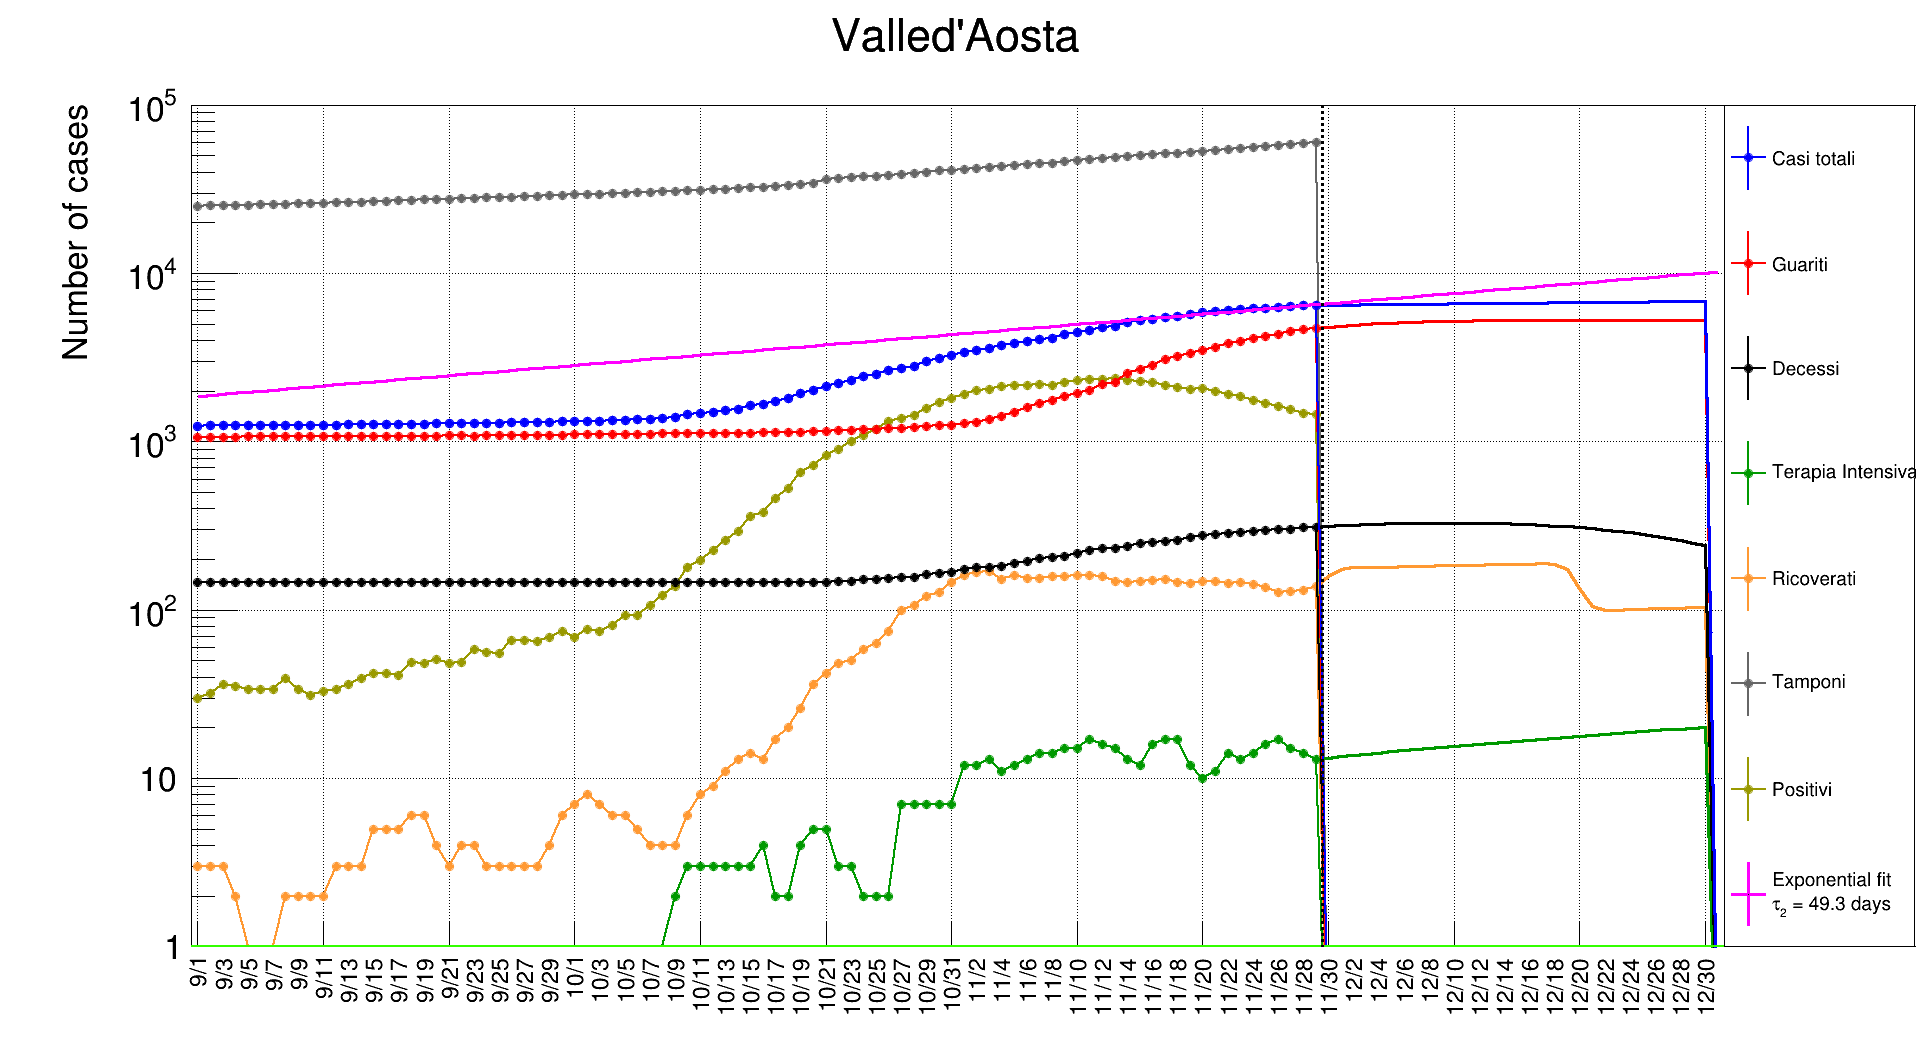 Valled'Aosta
Number of cases
10^5
10^4
10^3
10^2
10
1
9/1 9/3 9/5 9/7 9/9 9/11 9/13 9/15 9/17 9/19 9/21 9/23 9/25 9/27 9/29 10/1 10/3 10/5 10/7 10/9 10/11 10/13 10/15 10/17 10/19 10/21 10/23 10/25 10/27 10/29 10/31 11/2 11/4 11/6 11/8 11/10 11/12 11/14 11/16 11/18 11/20 11/22 11/24 11/26 11/28 11/30 12/2 12/4 12/6 12/8 12/10 12/12 12/14 12/16 12/18 12/20 12/22 12/24 12/26 12/28 12/30
Casi totali
Guariti
Decessi
Terapia Intensiva
Ricoverati
Tamponi
Positivi
Exponential fit
τ_2 = 49.3 days